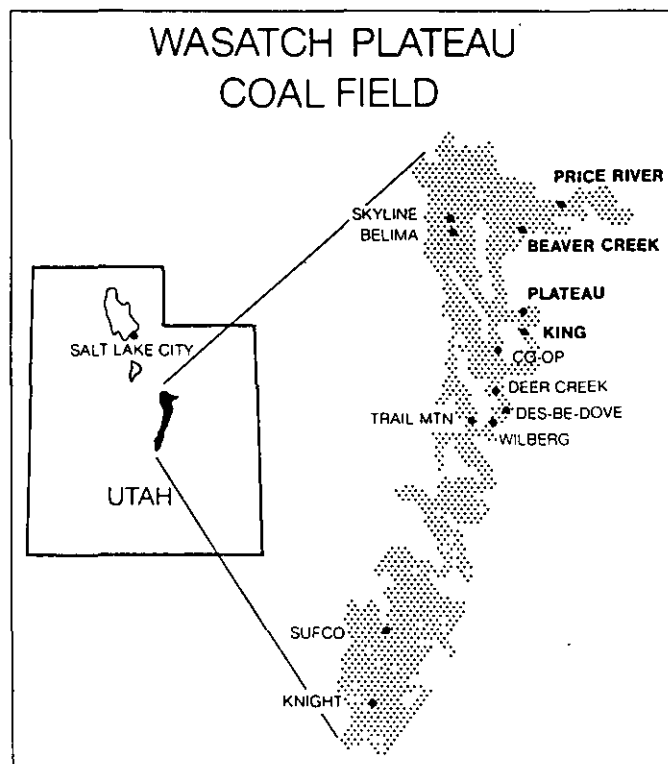 WASATCH PLATEAU
COAL FIELD
PRICE RIVER
SKYLINE
BELIMA
BEAVER CREEK
PLATEAU
KING
SALT LAKE CITY
CO-OP
DEER CREEK
DES-BE-DOVE
TRAIL MTN
WILBERG
UTAH
SUFCO
KNIGHT